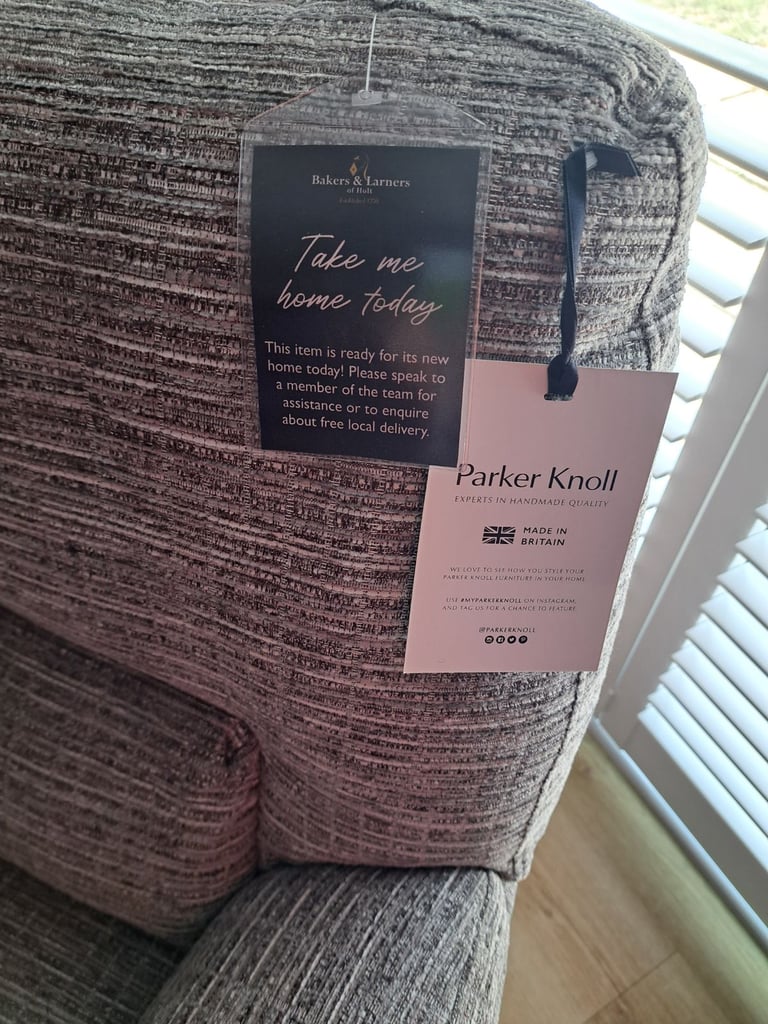 Bakers & Larners
of Holt
Take me
home today
This item is ready for its new
home today! Please speak to
a member of the team for
assistance or to enquire
about free local delivery.
Parker Knoll
EXPERTS IN HANDMADE QUALITY
MADE IN
BRITAIN
WE LOVE TO SEE HOW YOU STYLE YOUR
PARKER KNOLL FURNITURE IN YOUR HOME
USE #MYPARKERKNOLL ON INSTAGRAM,
AND TAG US FOR A CHANCE TO FEATURE
@PARKERKNOLL